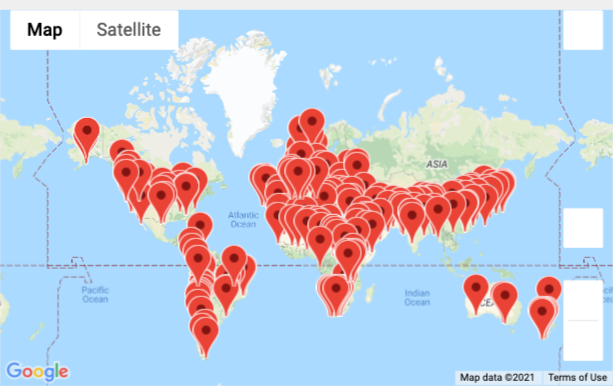 Map Satellite
ASIA
Atlantic
Ocean
Pacific
Ocean
Indian
Ocean
Google
Map data ©2021 Terms of Use